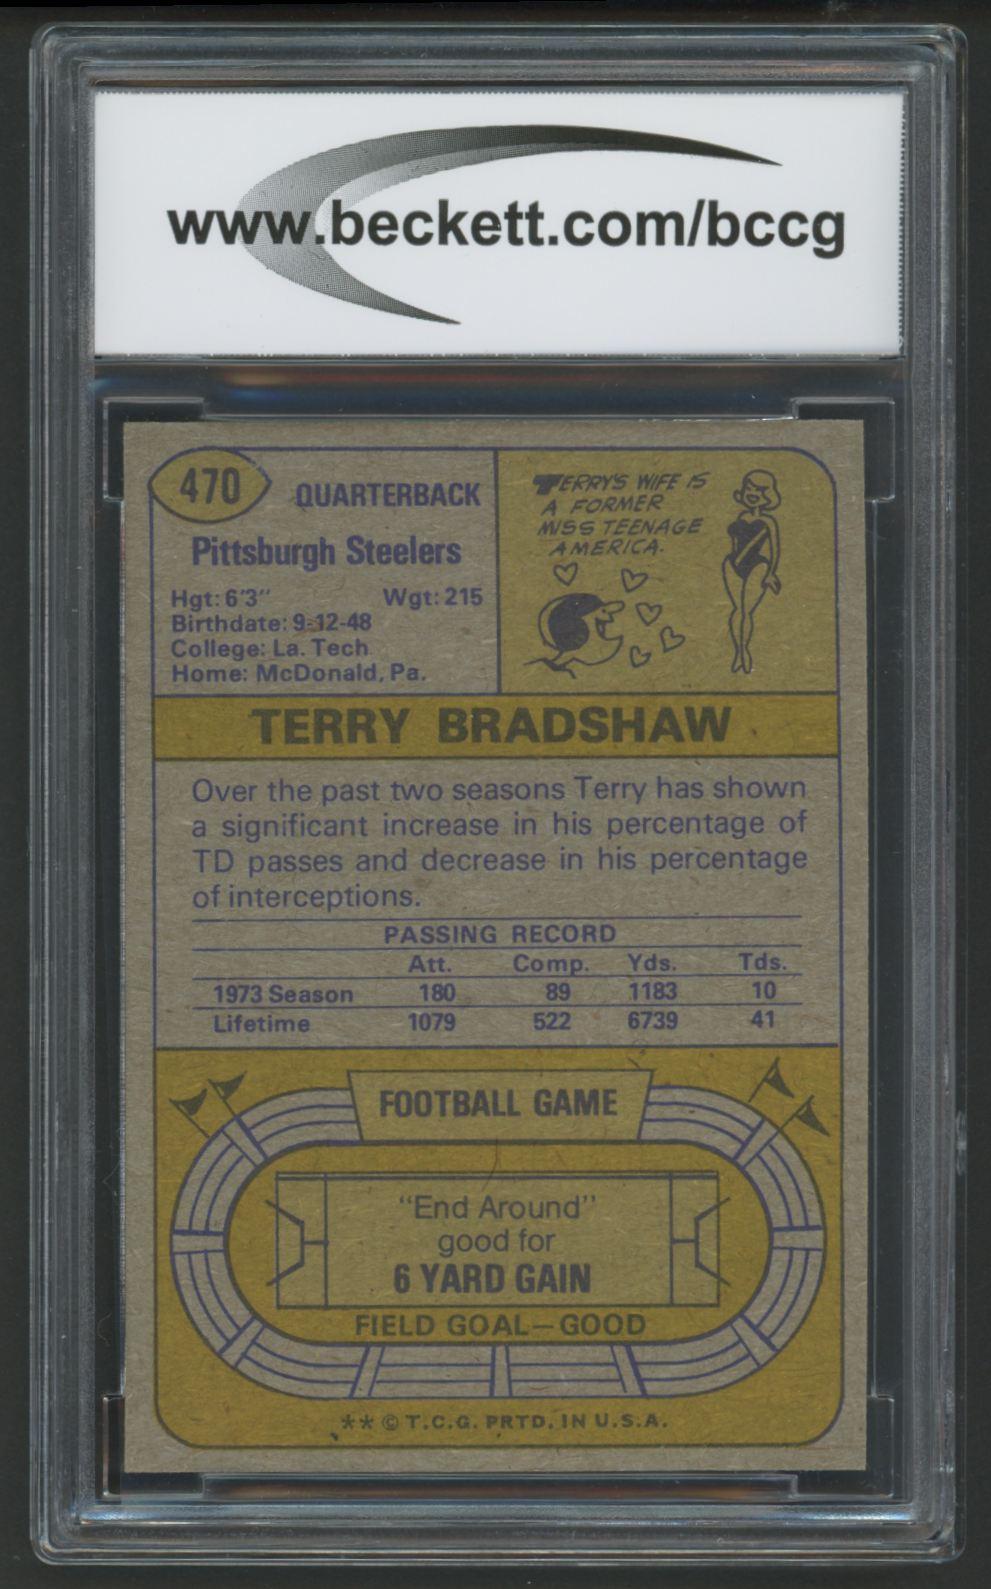 www.beckett.com/bccg
470
QUARTERBACK
Pittsburgh Steelers
Hgt: 6'3" Wgt: 215
Birthdate: 9-12-48
College: La. Tech
Home: McDonald, Pa.
TERRY'S WIFE IS
A FORMER
MISS TEENAGE
AMERICA.
TERRY BRADSHAW
Over the past two seasons Terry has shown
a significant increase in his percentage of
TD passes and decrease in his percentage
of interceptions.
PASSING RECORD
Att. Comp. Yds. Tds.
1973 Season 180 89 1183 10
Lifetime 1079 522 6739 41
FOOTBALL GAME
"End Around"
good for
6 YARD GAIN
FIELD GOAL—GOOD
** © T.C.G. PRTD. IN U.S.A.